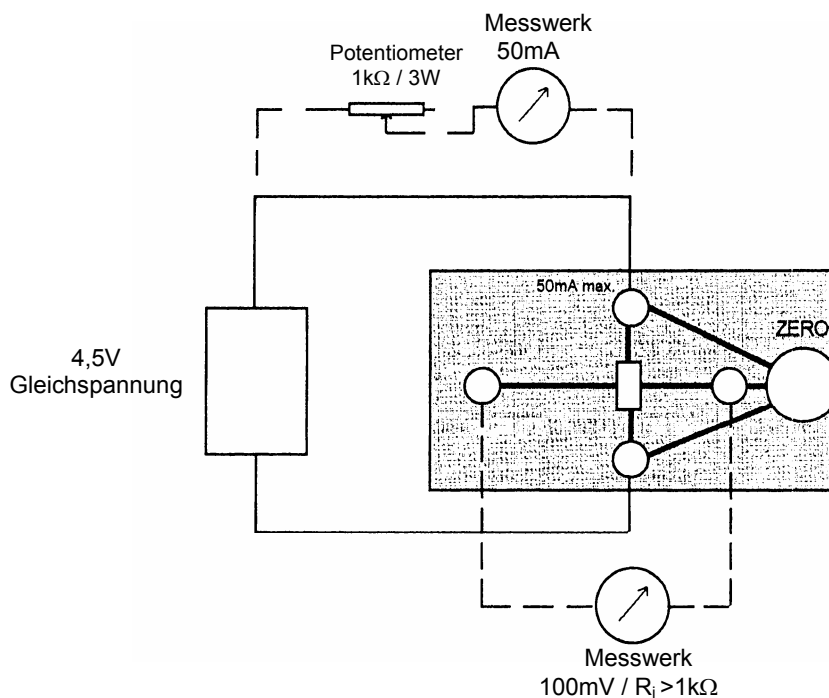 Messwerk
50mA
Potentiometer
1kΩ / 3W
50mA max.
ZERO
4,5V
Gleichspannung
Messwerk
100mV / Ri >1kΩ